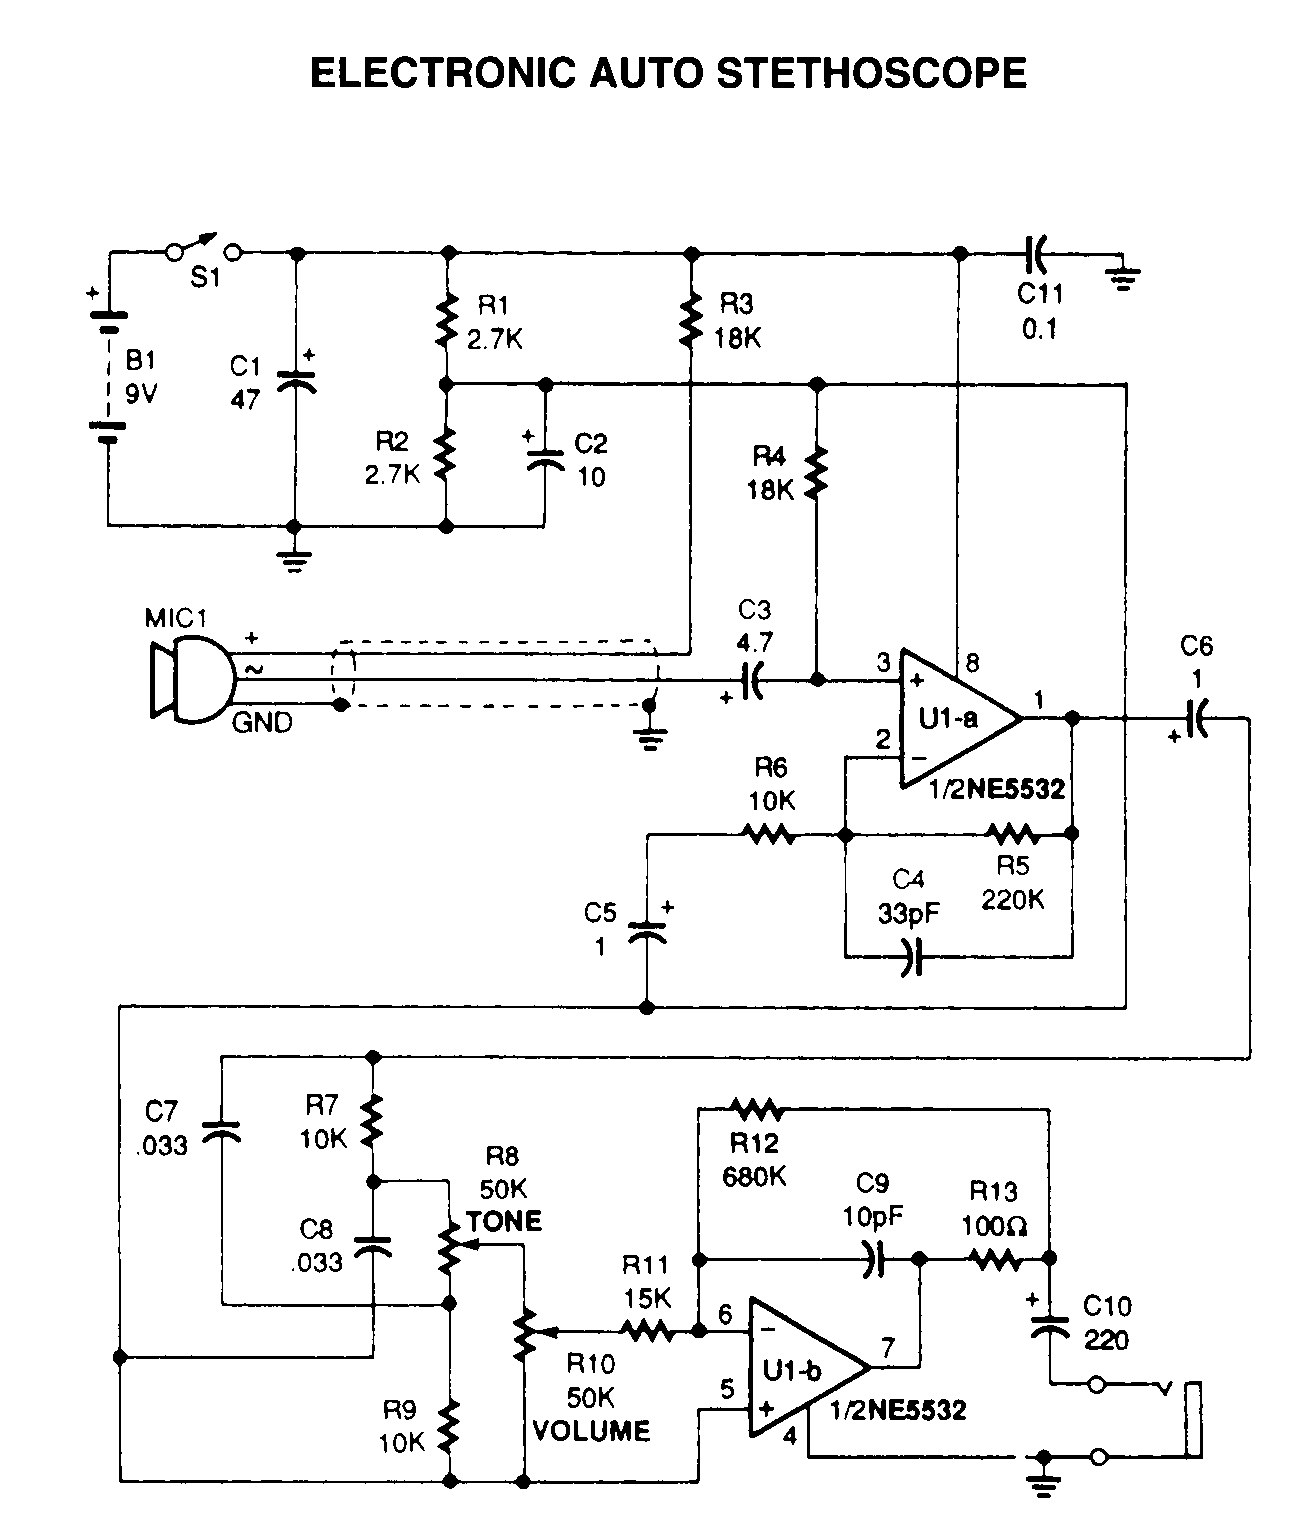 ELECTRONIC AUTO STETHOSCOPE
S1
+
B1
9V
C1
47
+
R1
2.7K
R2
2.7K
+
C2
10
R3
18K
C11
0.1
R4
18K
MIC1
+
~
GND
C3
4.7
+
3
+
8
U1-a
1
2
−
1/2NE5532
C6
1
+
R6
10K
R5
220K
C4
33pF
C5
1
+
C7
.033
R7
10K
R8
50K
TONE
C8
.033
R12
680K
C9
10pF
R13
100Ω
R11
15K
6
−
U1-b
7
5
+
4
1/2NE5532
+
C10
220
R10
50K
VOLUME
R9
10K